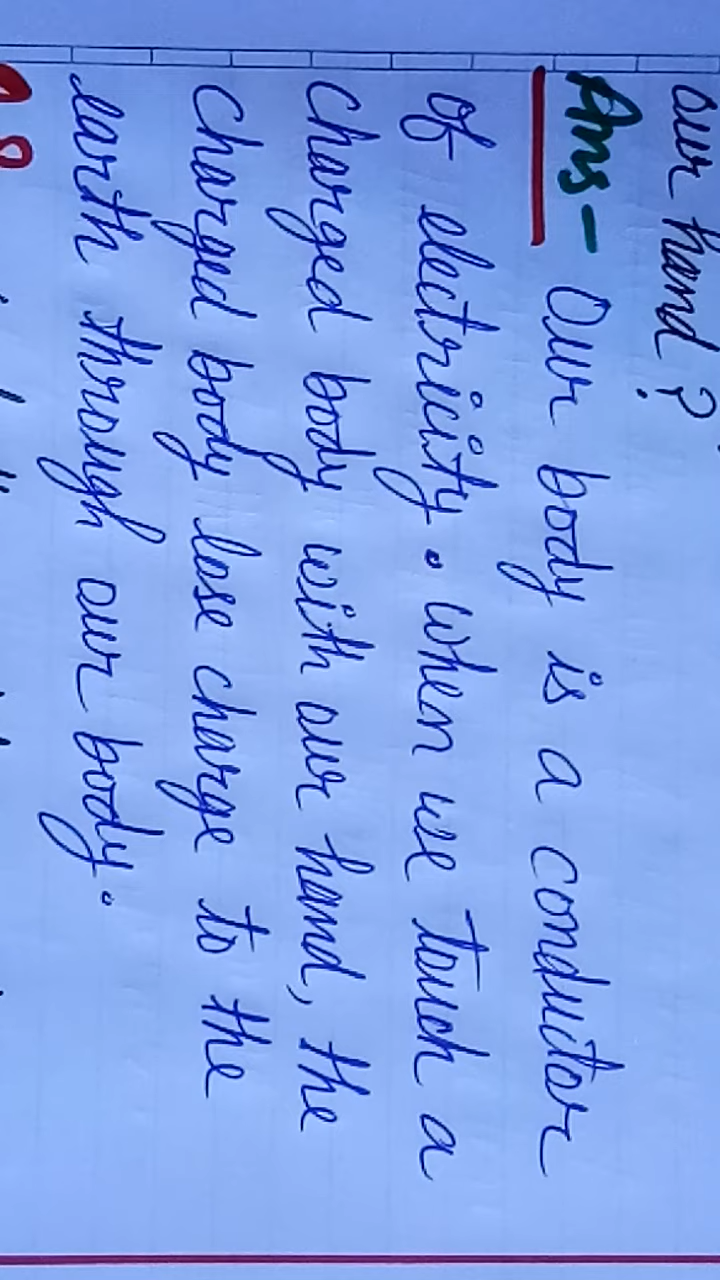 our hand?
Ans- Our body is a conductor
of electricity. When we touch a
charged body with our hand, the
charged body lose charge to the
earth through our body.